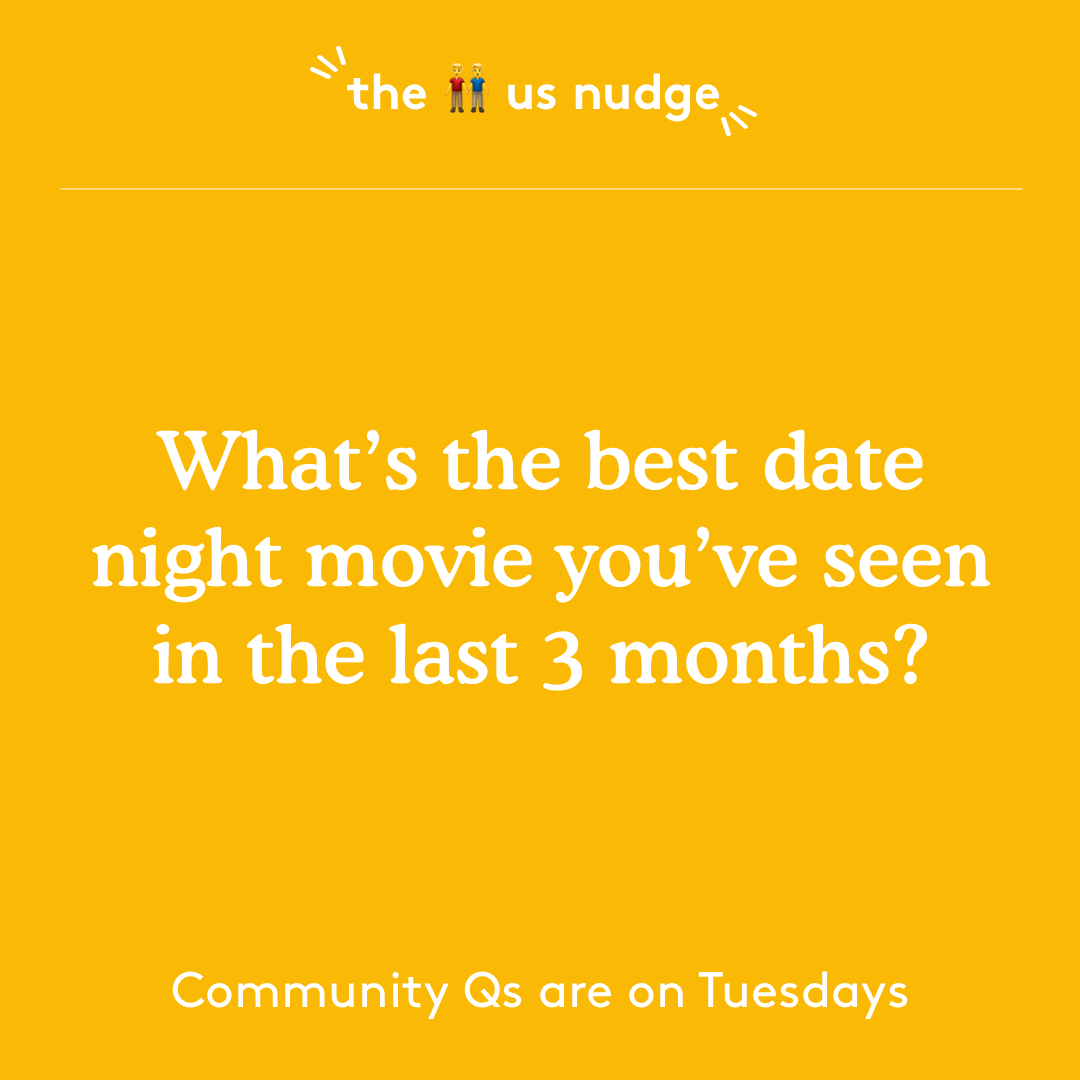 the 👬 us nudge
What’s the best date
night movie you’ve seen
in the last 3 months?
Community Qs are on Tuesdays